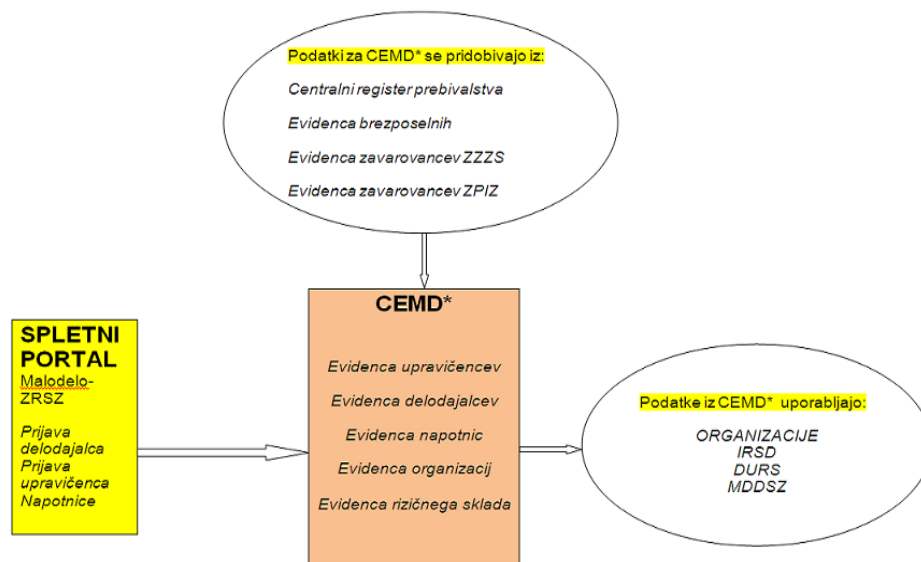 Podatki za CEMD* se pridobivajo iz:
Centralni register prebivalstva
Evidenca brezposelnih
Evidenca zavarovancev ZZZS
Evidenca zavarovancev ZPIZ
SPLETNI
PORTAL
Malodelo-
ZRSZ
Prijava
delodajalca
Prijava
upravičenca
Napotnice
CEMD*
Evidenca upravičencev
Evidenca delodajalcev
Evidenca napotnic
Evidenca organizacij
Evidenca rizičnega sklada
Podatke iz CEMD* uporabljajo:
ORGANIZACIJE
IRSD
DURS
MDDSZ